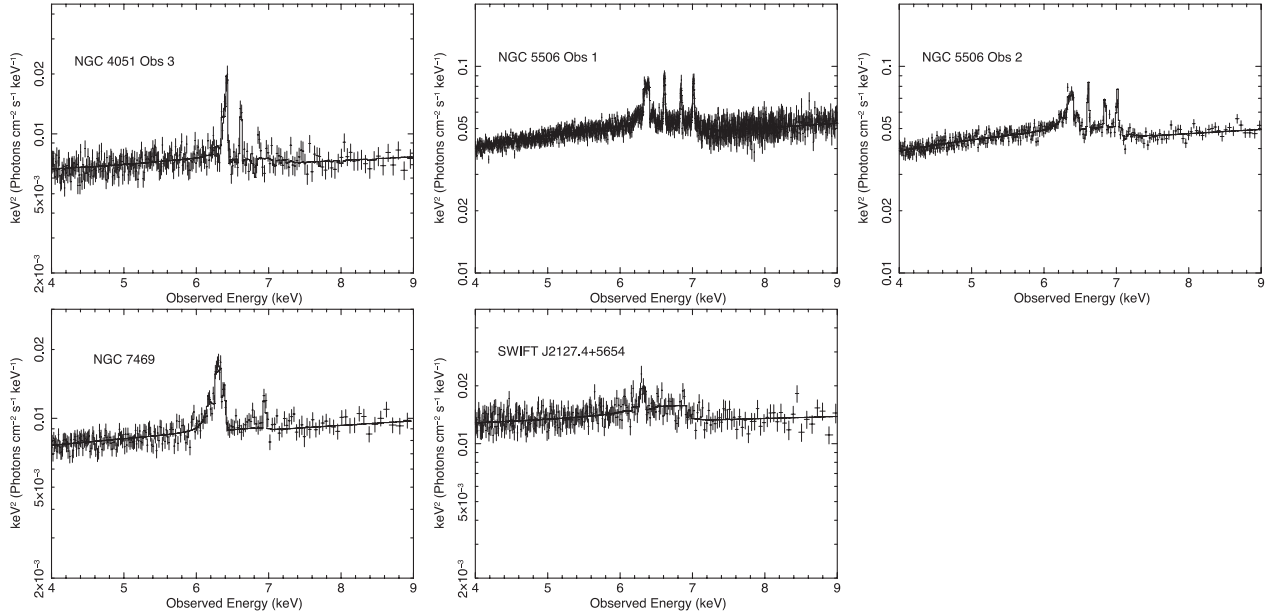 NGC 4051 Obs 3
keV² (Photons cm⁻² s⁻¹ keV⁻¹)
0.02
0.01
5×10⁻³
2×10⁻³
4 5 6 7 8 9
Observed Energy (keV)
NGC 5506 Obs 1
keV² (Photons cm⁻² s⁻¹ keV⁻¹)
0.1
0.05
0.02
0.01
4 5 6 7 8 9
Observed Energy (keV)
NGC 5506 Obs 2
keV² (Photons cm⁻² s⁻¹ keV⁻¹)
0.1
0.05
0.02
0.01
4 5 6 7 8 9
Observed Energy (keV)
NGC 7469
keV² (Photons cm⁻² s⁻¹ keV⁻¹)
0.02
0.01
5×10⁻³
2×10⁻³
4 5 6 7 8 9
Observed Energy (keV)
SWIFT J2127.4+5654
keV² (Photons cm⁻² s⁻¹ keV⁻¹)
0.02
0.01
5×10⁻³
2×10⁻³
4 5 6 7 8 9
Observed Energy (keV)